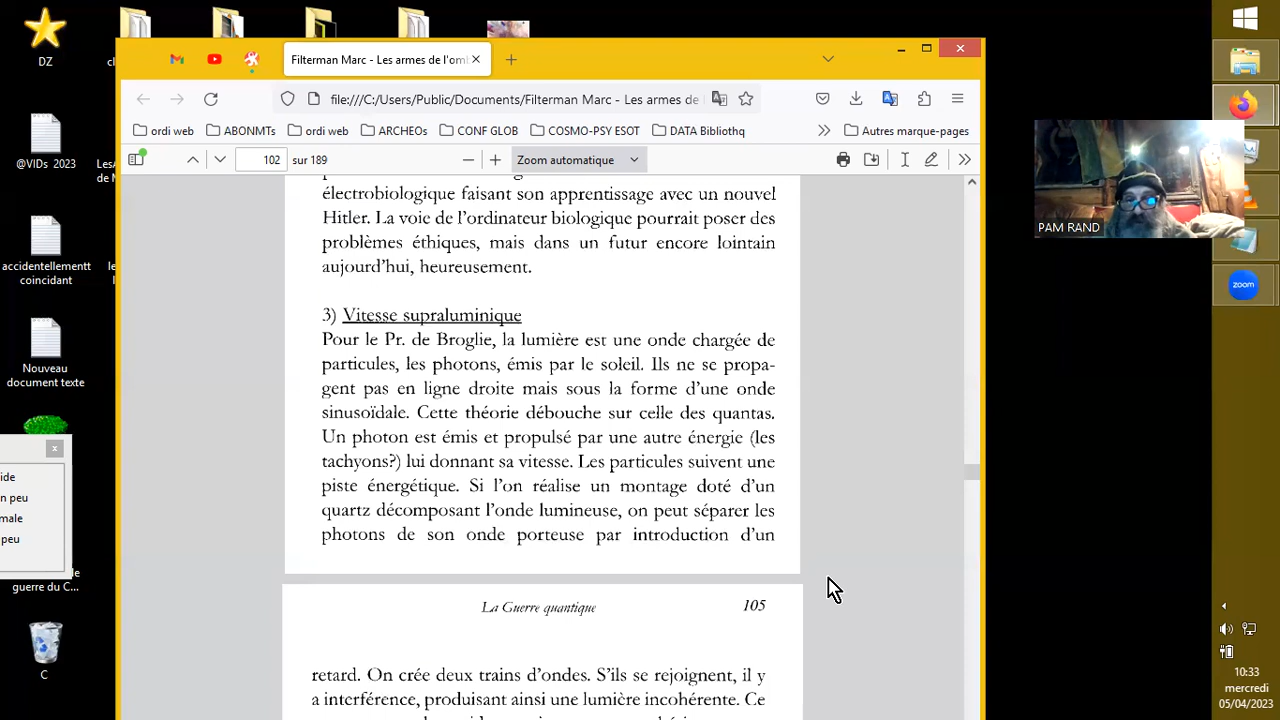 DZ
cl
Filterman Marc - Les armes de l'oml
file:///C:/Users/Public/Documents/Filterman Marc - Les armes de
ordi web
ABONMTs
ordi web
ARCHEOs
CONF GLOB
COSMO-PSY ESOT
DATA Bibliothq
Autres marque-pages
102 sur 189
Zoom automatique
@VIDs 2023
LesA
de N
accidentellementt
coincidant
le
Nouveau
document texte
ide
n peu
male
peu
le
guerre du C...
C
électrobiologique faisant son apprentissage avec un nouvel
Hitler. La voie de l'ordinateur biologique pourrait poser des
problèmes éthiques, mais dans un futur encore lointain
aujourd'hui, heureusement.
3) Vitesse supraluminique
Pour le Pr. de Broglie, la lumière est une onde chargée de
particules, les photons, émis par le soleil. Ils ne se propa-
gent pas en ligne droite mais sous la forme d'une onde
sinusoïdale. Cette théorie débouche sur celle des quantas.
Un photon est émis et propulsé par une autre énergie (les
tachyons?) lui donnant sa vitesse. Les particules suivent une
piste énergétique. Si l'on réalise un montage doté d'un
quartz décomposant l'onde lumineuse, on peut séparer les
photons de son onde porteuse par introduction d'un
La Guerre quantique 105
retard. On crée deux trains d'ondes. S'ils se rejoignent, il y
a interférence, produisant ainsi une lumière incohérente. Ce
PAM RAND
zoom
10:33
mercredi
05/04/2023